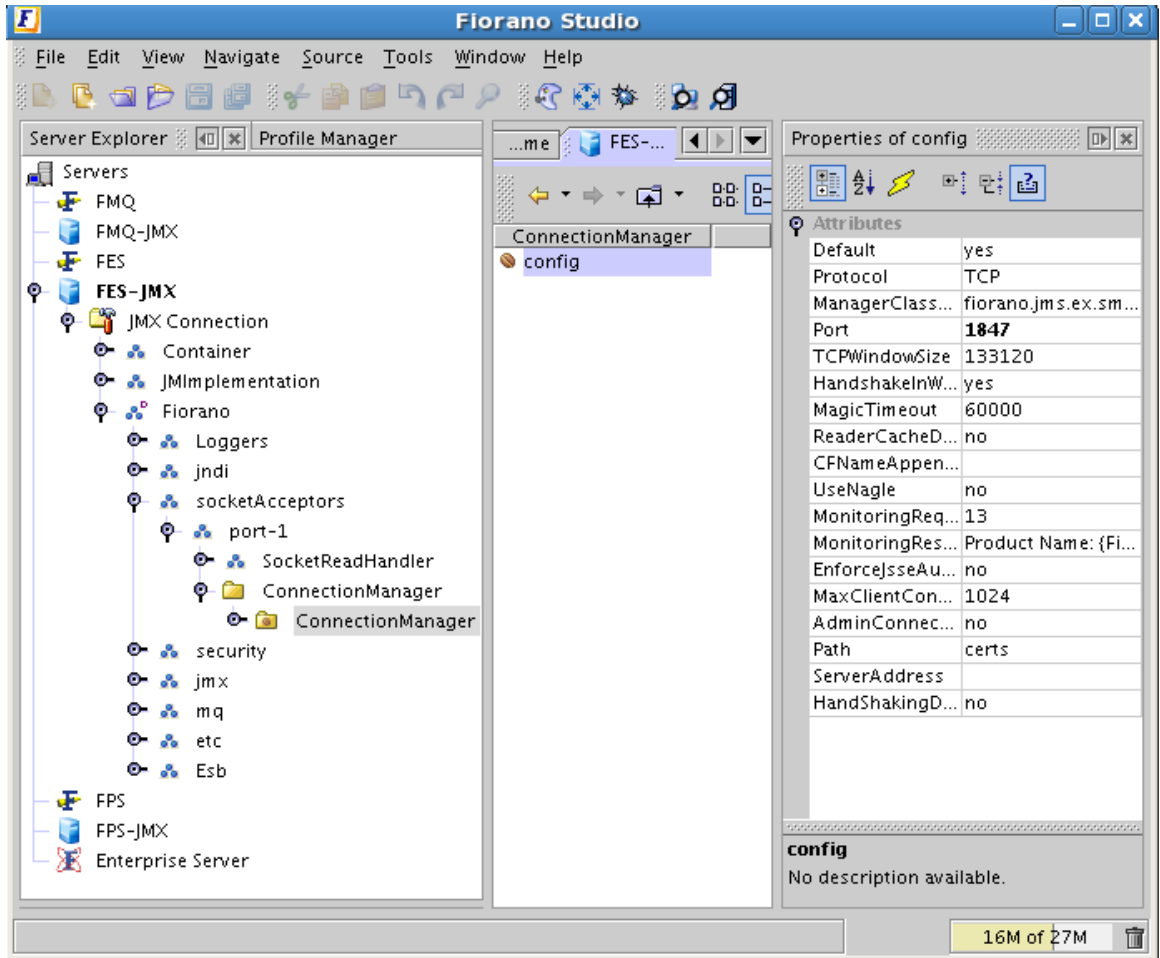 Fiorano Studio
File Edit View Navigate Source Tools Window Help
Server Explorer Profile Manager
Servers
FMQ
FMQ-JMX
FES
FES-JMX
JMX Connection
Container
JMImplementation
Fiorano
Loggers
jndi
socketAcceptors
port-1
SocketReadHandler
ConnectionManager
ConnectionManager
security
jmx
mq
etc
Esb
FPS
FPS-JMX
Enterprise Server
...me FES-...
ConnectionManager
config
Properties of config
Attributes
Default yes
Protocol TCP
ManagerClass... fiorano.jms.ex.sm...
Port 1847
TCPWindowSize 133120
HandshakeInW... yes
MagicTimeout 60000
ReaderCacheD... no
CFNameAppen...
UseNagle no
MonitoringReq... 13
MonitoringRes... Product Name: {Fi...
EnforceJsseAu... no
MaxClientCon... 1024
AdminConnec... no
Path certs
ServerAddress
HandShakingD... no
config
No description available.
16M of 27M